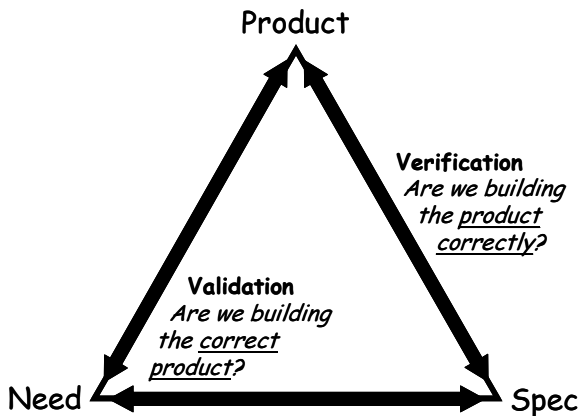 Product
Verification
Are we building
the product
correctly?
Validation
Are we building
the correct
product?
Need
Spec